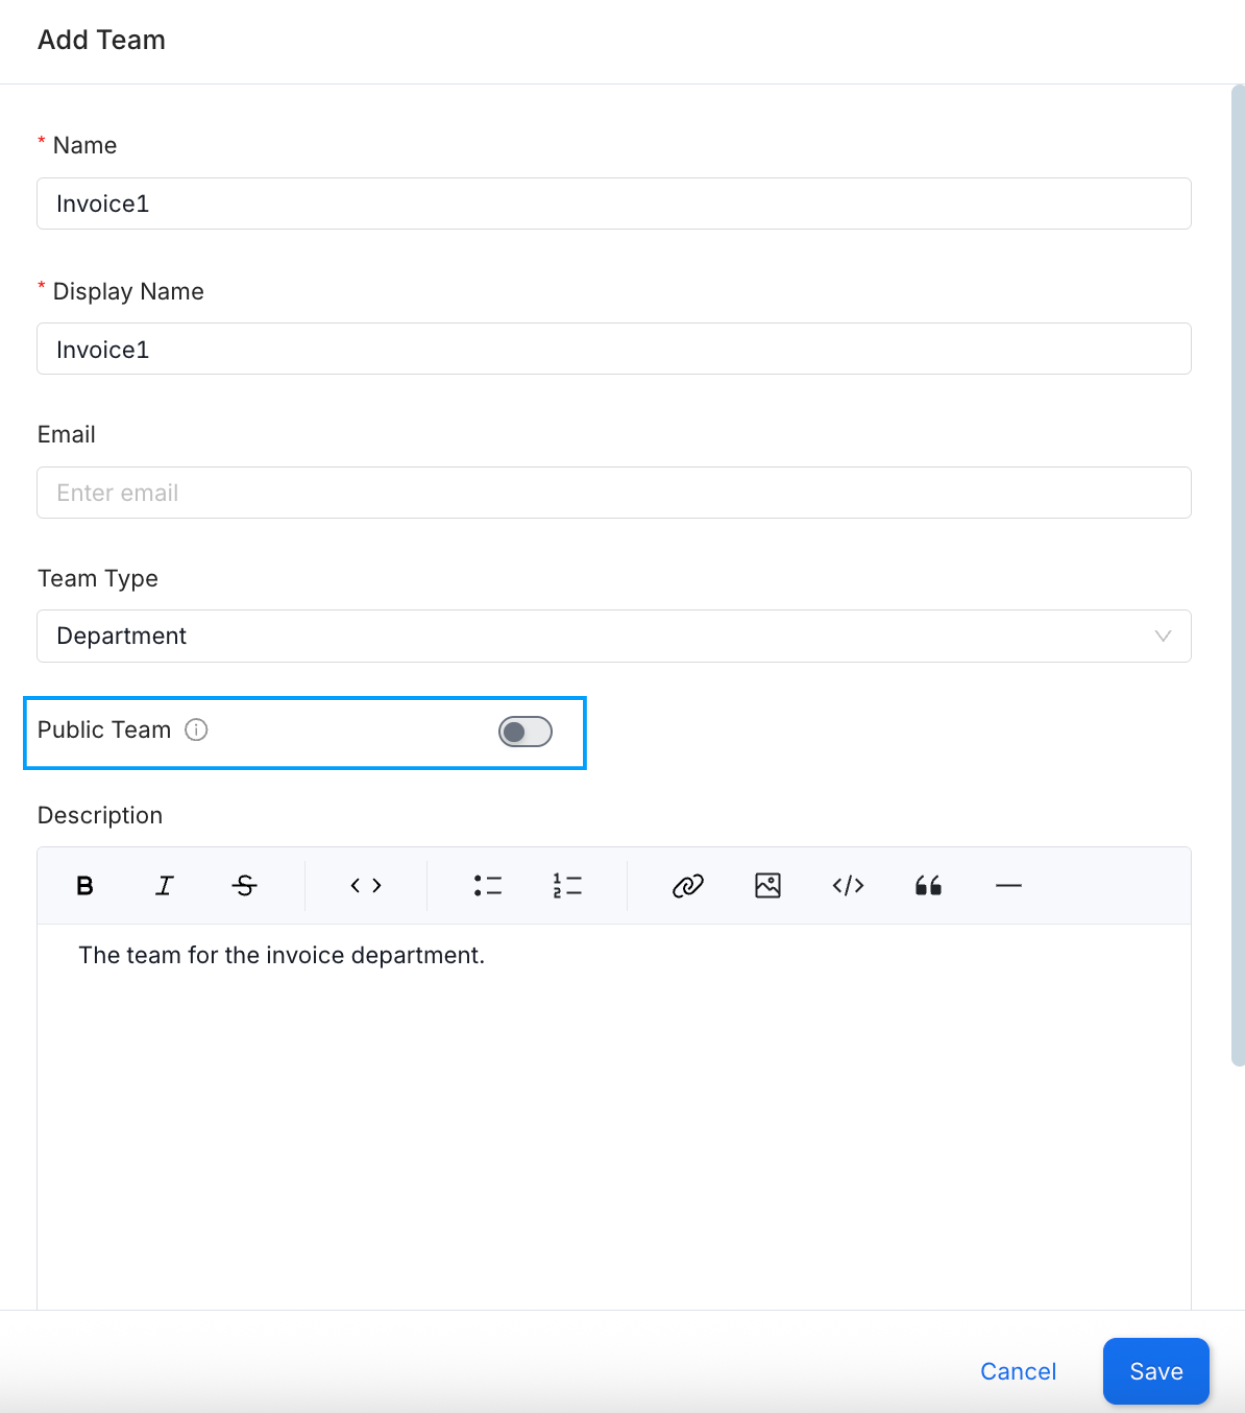 Add Team
* Name
Invoice1
* Display Name
Invoice1
Email
Enter email
Team Type
Department
Public Team
Description
The team for the invoice department.
Cancel Save